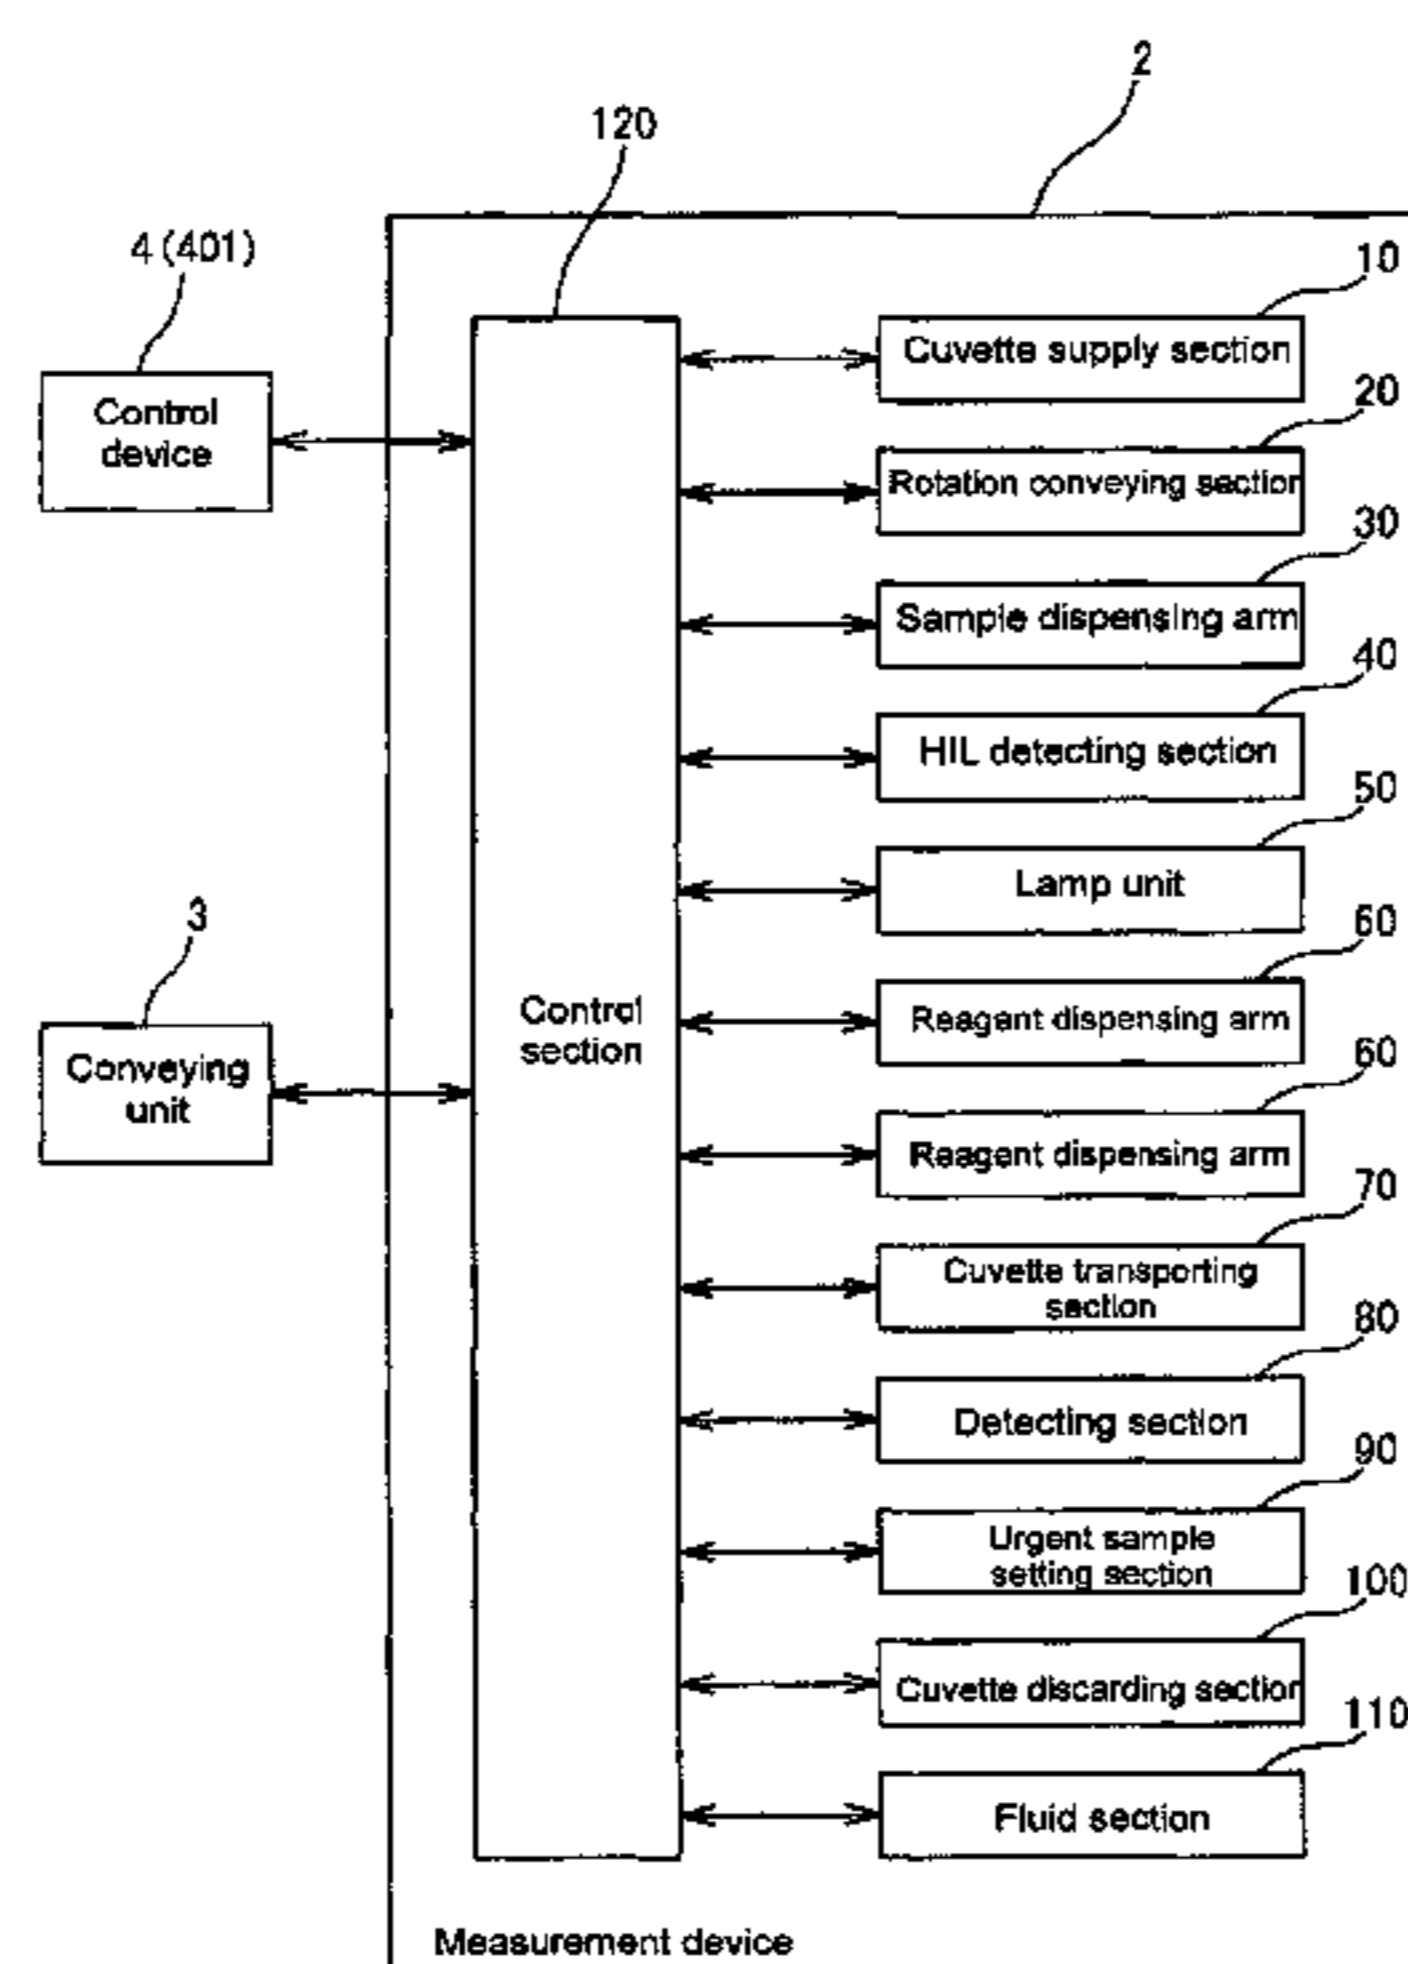 2
120
4(401)
10
Control
device
Cuvette supply section
20
Rotation conveying section
30
Sample dispensing arm
40
HIL detecting section
50
Lamp unit
3
60
Conveying
unit
Control
section
Reagent dispensing arm
60
Reagent dispensing arm
70
Cuvette transporting
section
80
Detecting section
90
Urgent sample
setting section
100
Cuvette discarding section
110
Fluid section
Measurement device